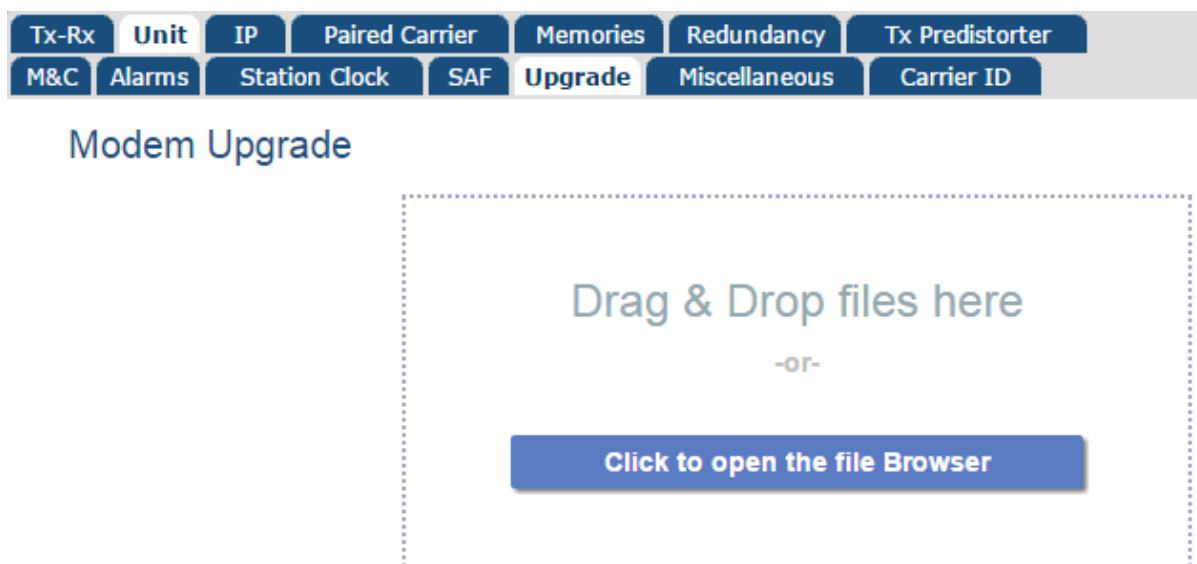 Tx-Rx Unit IP Paired Carrier Memories Redundancy Tx Predistorter
M&C Alarms Station Clock SAF Upgrade Miscellaneous Carrier ID
Modem Upgrade
Drag & Drop files here
-or-
Click to open the file Browser